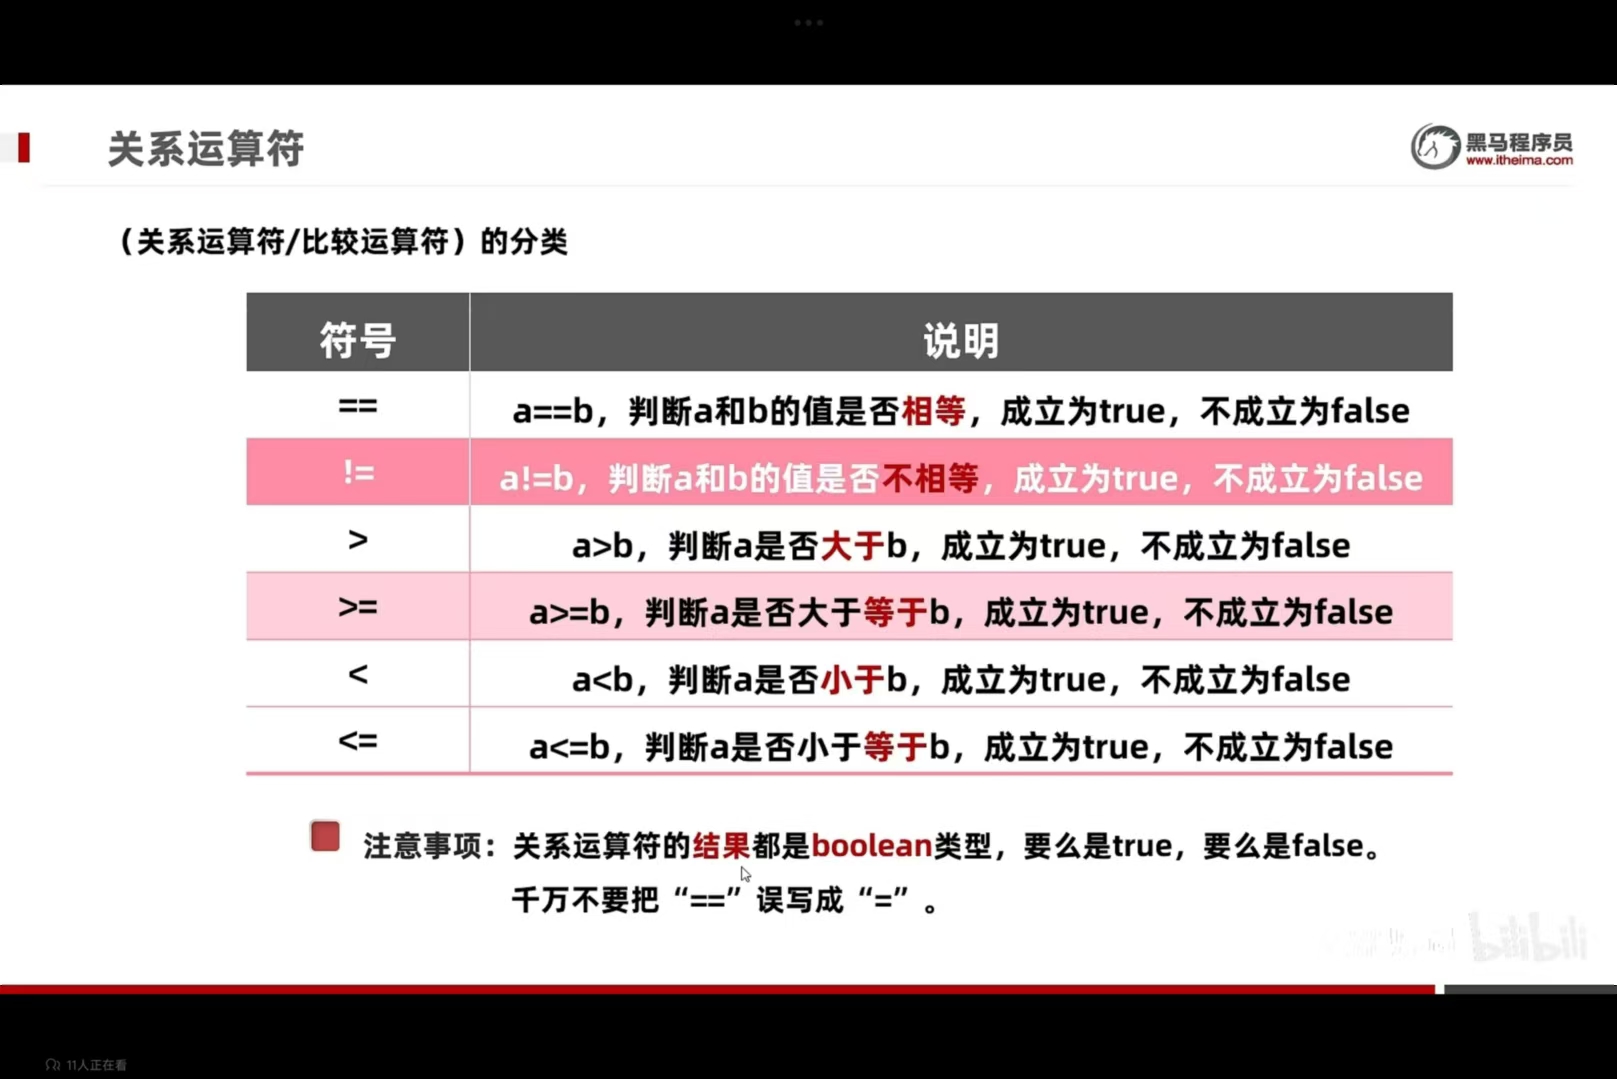 关系运算符
黑马程序员
www.itheima.com
（关系运算符/比较运算符）的分类
符号 说明
== a==b，判断a和b的值是否相等，成立为true，不成立为false
!= a!=b，判断a和b的值是否不相等，成立为true，不成立为false
> a>b，判断a是否大于b，成立为true，不成立为false
>= a>=b，判断a是否大于等于b，成立为true，不成立为false
< a<b，判断a是否小于b，成立为true，不成立为false
<= a<=b，判断a是否小于等于b，成立为true，不成立为false
注意事项：关系运算符的结果都是boolean类型，要么是true，要么是false。
千万不要把“==”误写成“=”。
bilibili
11人正在看